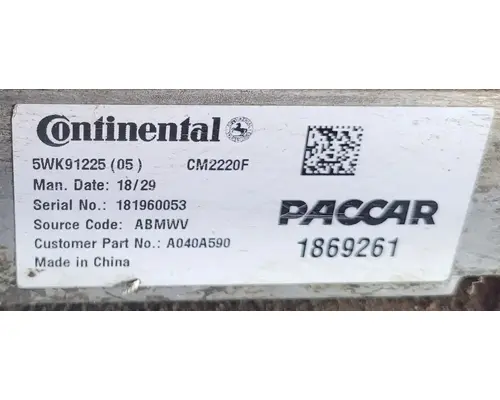 Continental
5WK91225 (05) CM2220F
Man. Date: 18/29
Serial No.: 181960053
Source Code: ABMWV
Customer Part No.: A040A590
Made in China
PACCAR
1869261